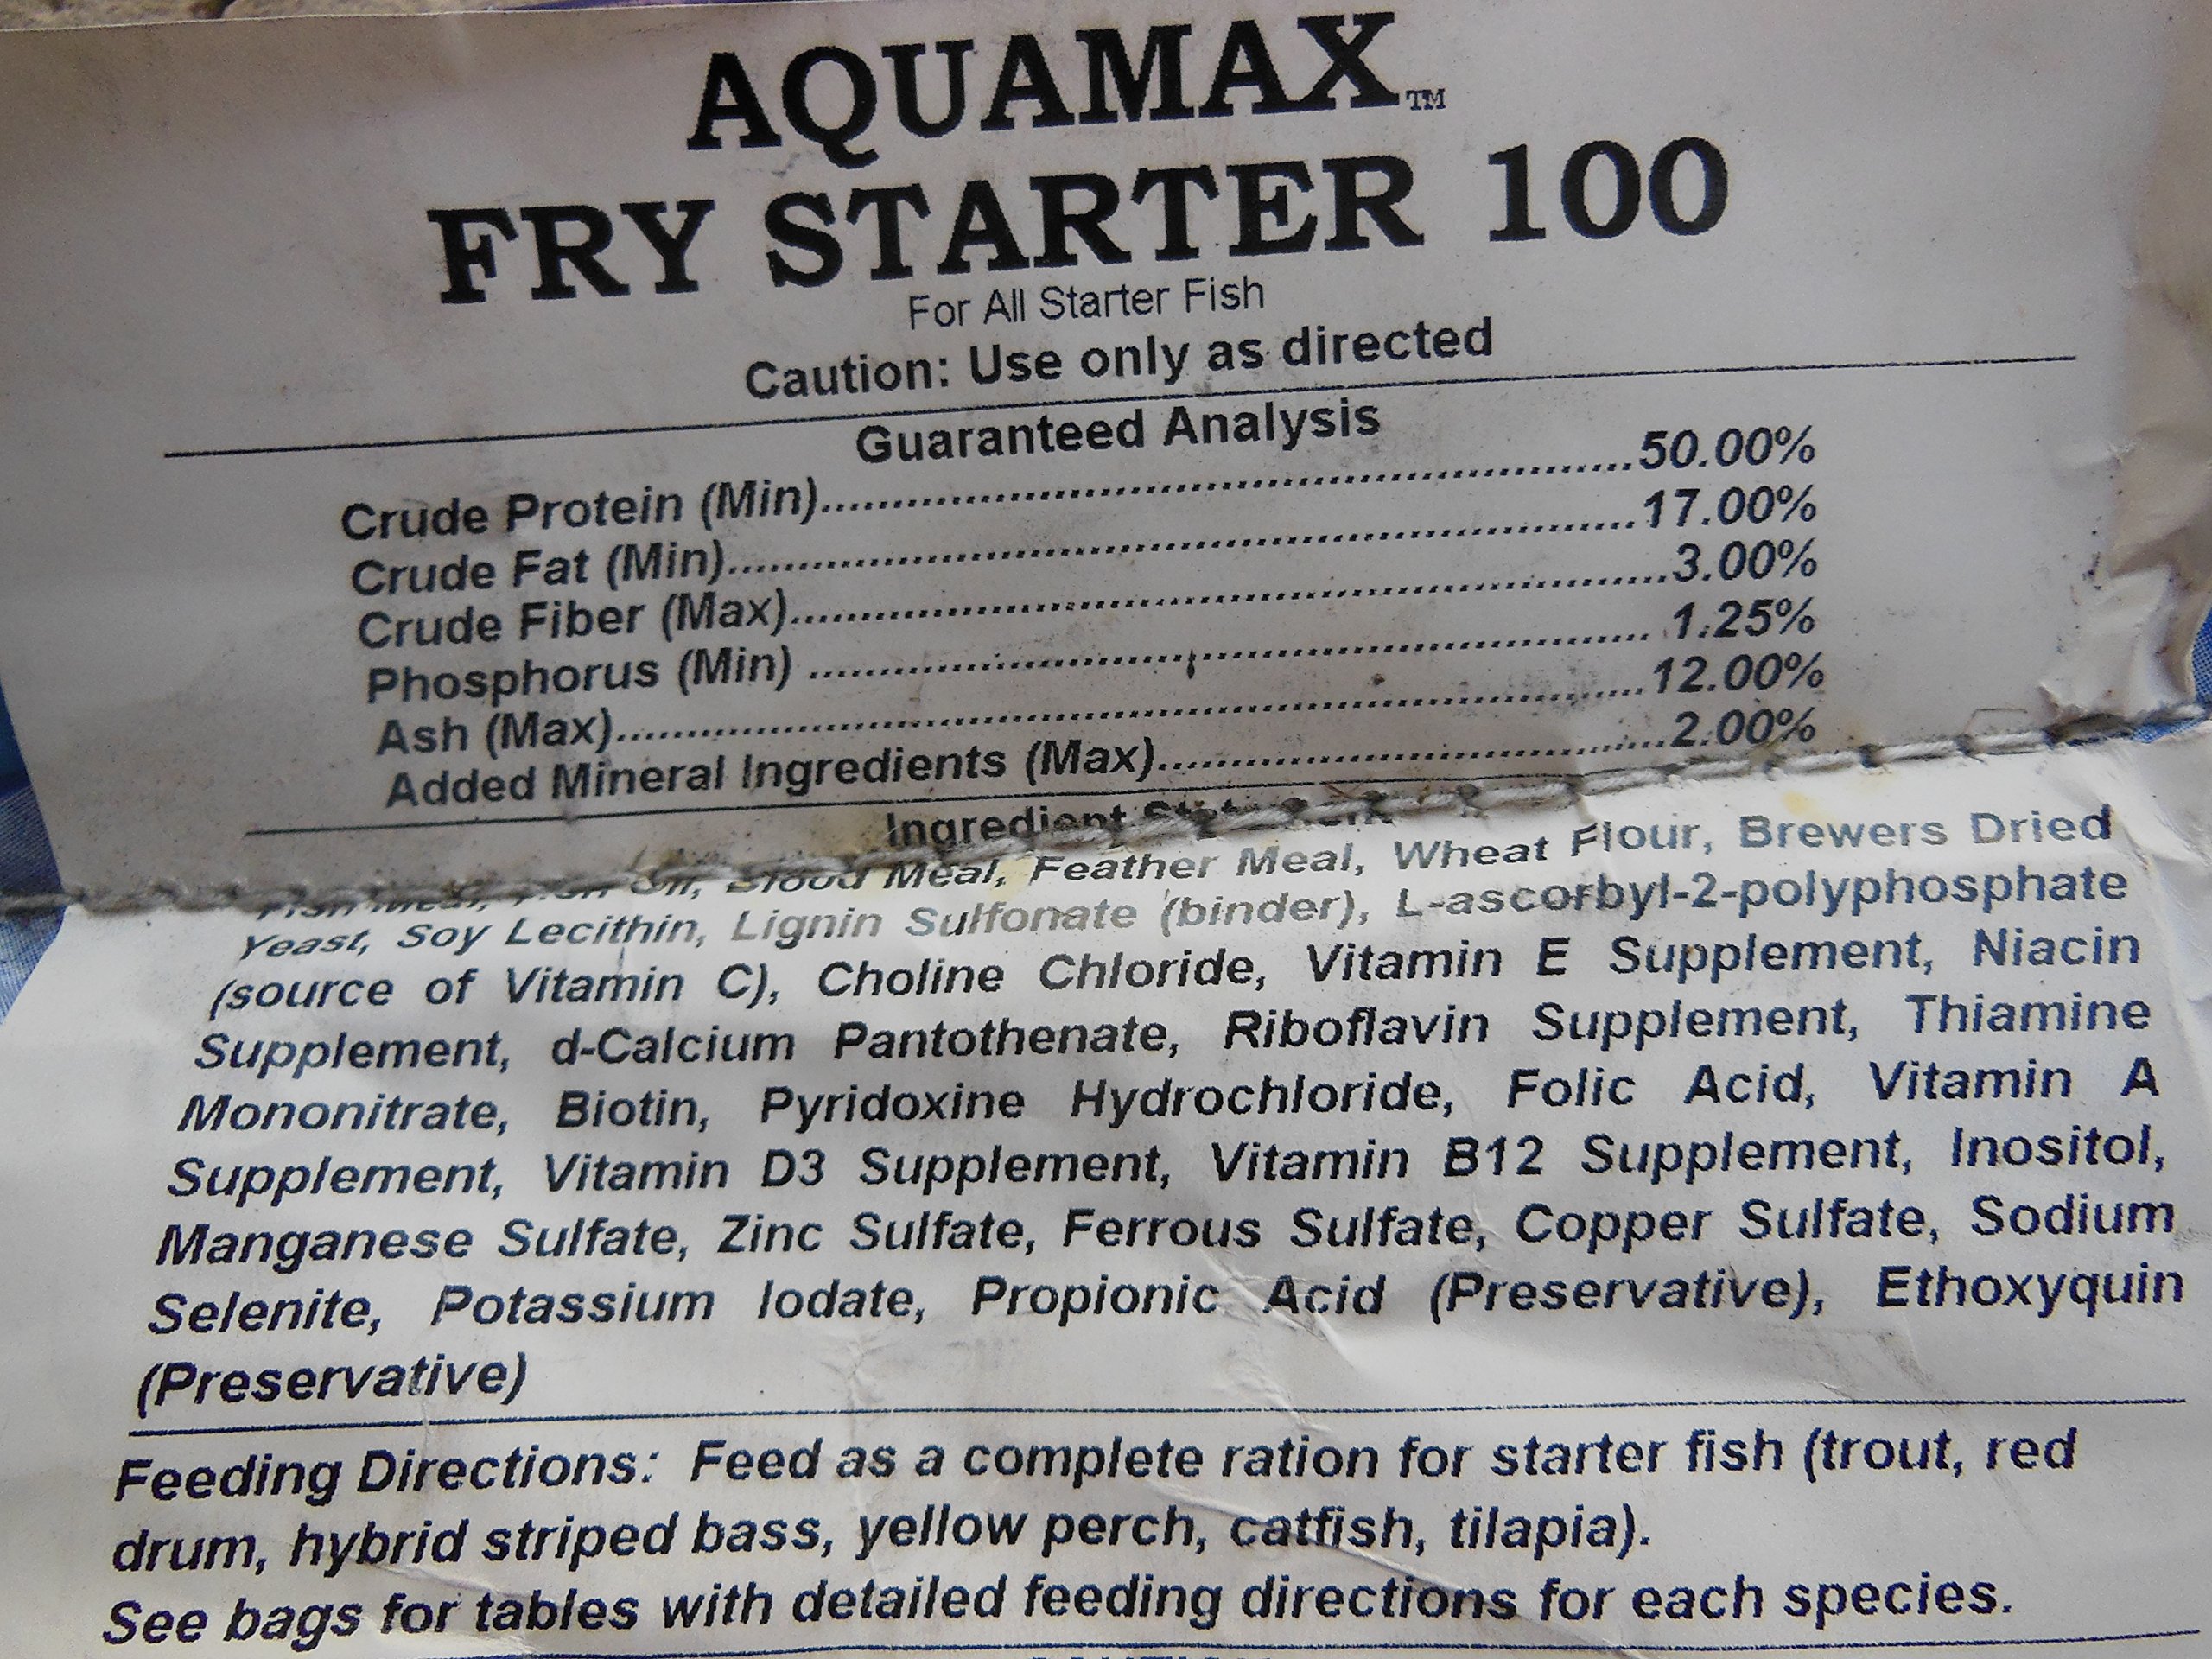 AQUAMAX™
FRY STARTER 100
For All Starter Fish
Caution: Use only as directed
Guaranteed Analysis
Crude Protein (Min)..........50.00%
Crude Fat (Min)..........17.00%
Crude Fiber (Max)..........3.00%
Phosphorus (Min) .......... 1.25%
Ash (Max)..........12.00%
Added Mineral Ingredients (Max)..........2.00%
Ingredient
Fish Meal, Fish Oil, Blood Meal, Feather Meal, Wheat Flour, Brewers Dried
Yeast, Soy Lecithin, Lignin Sulfonate (binder), L-ascorbyl-2-polyphosphate
(source of Vitamin C), Choline Chloride, Vitamin E Supplement, Niacin
Supplement, d-Calcium Pantothenate, Riboflavin Supplement, Thiamine
Mononitrate, Biotin, Pyridoxine Hydrochloride, Folic Acid, Vitamin A
Supplement, Vitamin D3 Supplement, Vitamin B12 Supplement, Inositol,
Manganese Sulfate, Zinc Sulfate, Ferrous Sulfate, Copper Sulfate, Sodium
Selenite, Potassium Iodate, Propionic Acid (Preservative), Ethoxyquin
(Preservative)
Feeding Directions: Feed as a complete ration for starter fish (trout, red
drum, hybrid striped bass, yellow perch, catfish, tilapia).
See bags for tables with detailed feeding directions for each species.